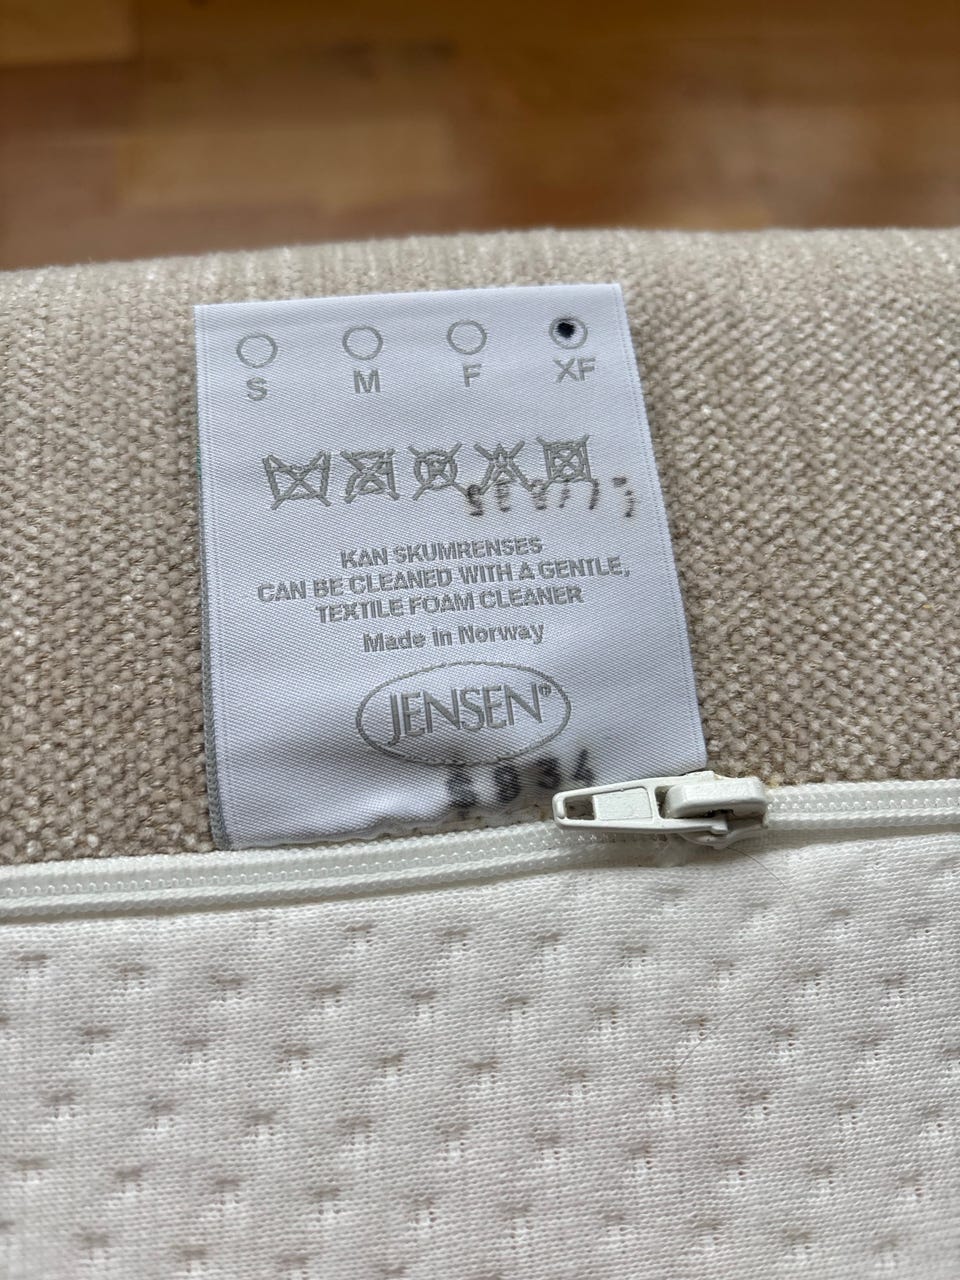 S M F XF
KAN SKUMRENSES
CAN BE CLEANED WITH A GENTLE,
TEXTILE FOAM CLEANER
Made in Norway
JENSEN®